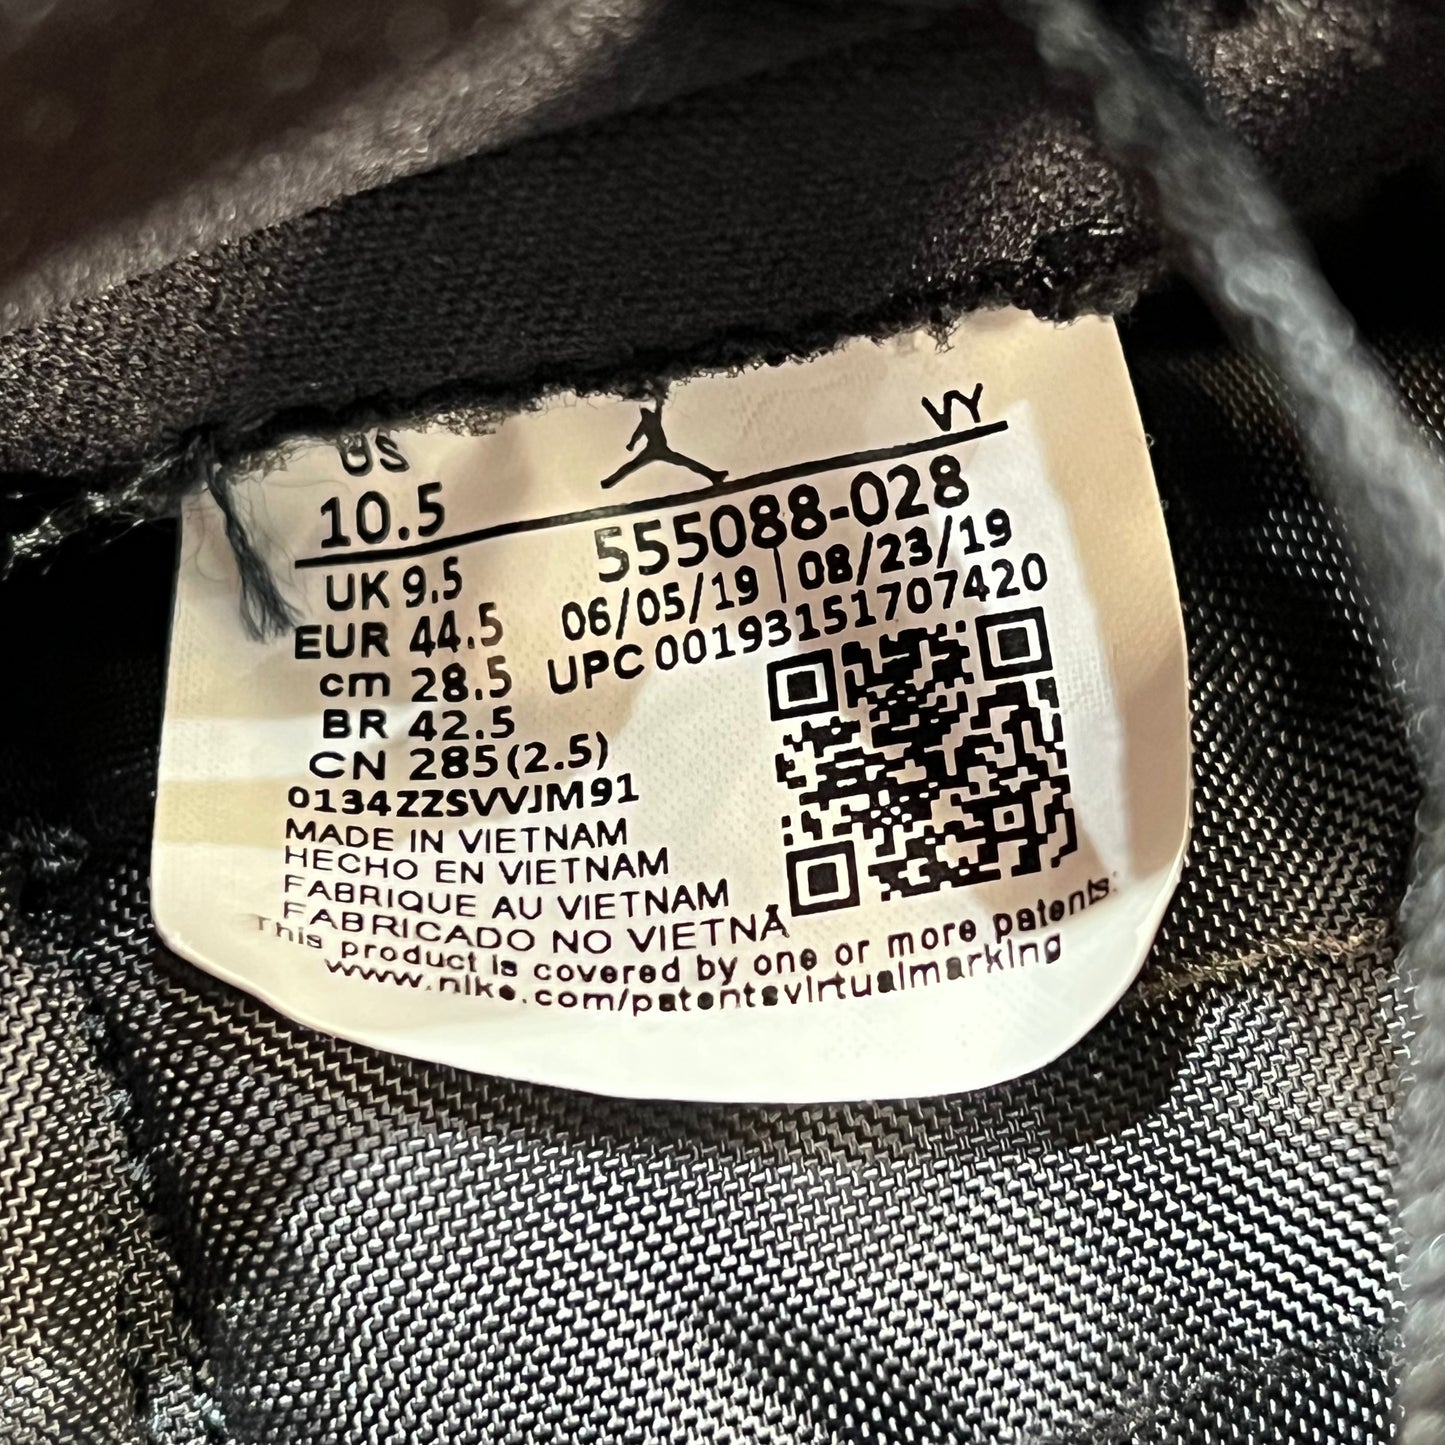 US
VY
10.5
555088-028
UK 9.5
06/05/19 | 08/23/19
EUR 44.5
UPC 00193151707420
cm 28.5
BR 42.5
CN 285(2.5)
0134ZZSVVJM91
MADE IN VIETNAM
HECHO EN VIETNAM
FABRIQUE AU VIETNAM
FABRICADO NO VIETNÃ
This product is covered by one or more patents:
www.nike.com/patentsvirtualmarking